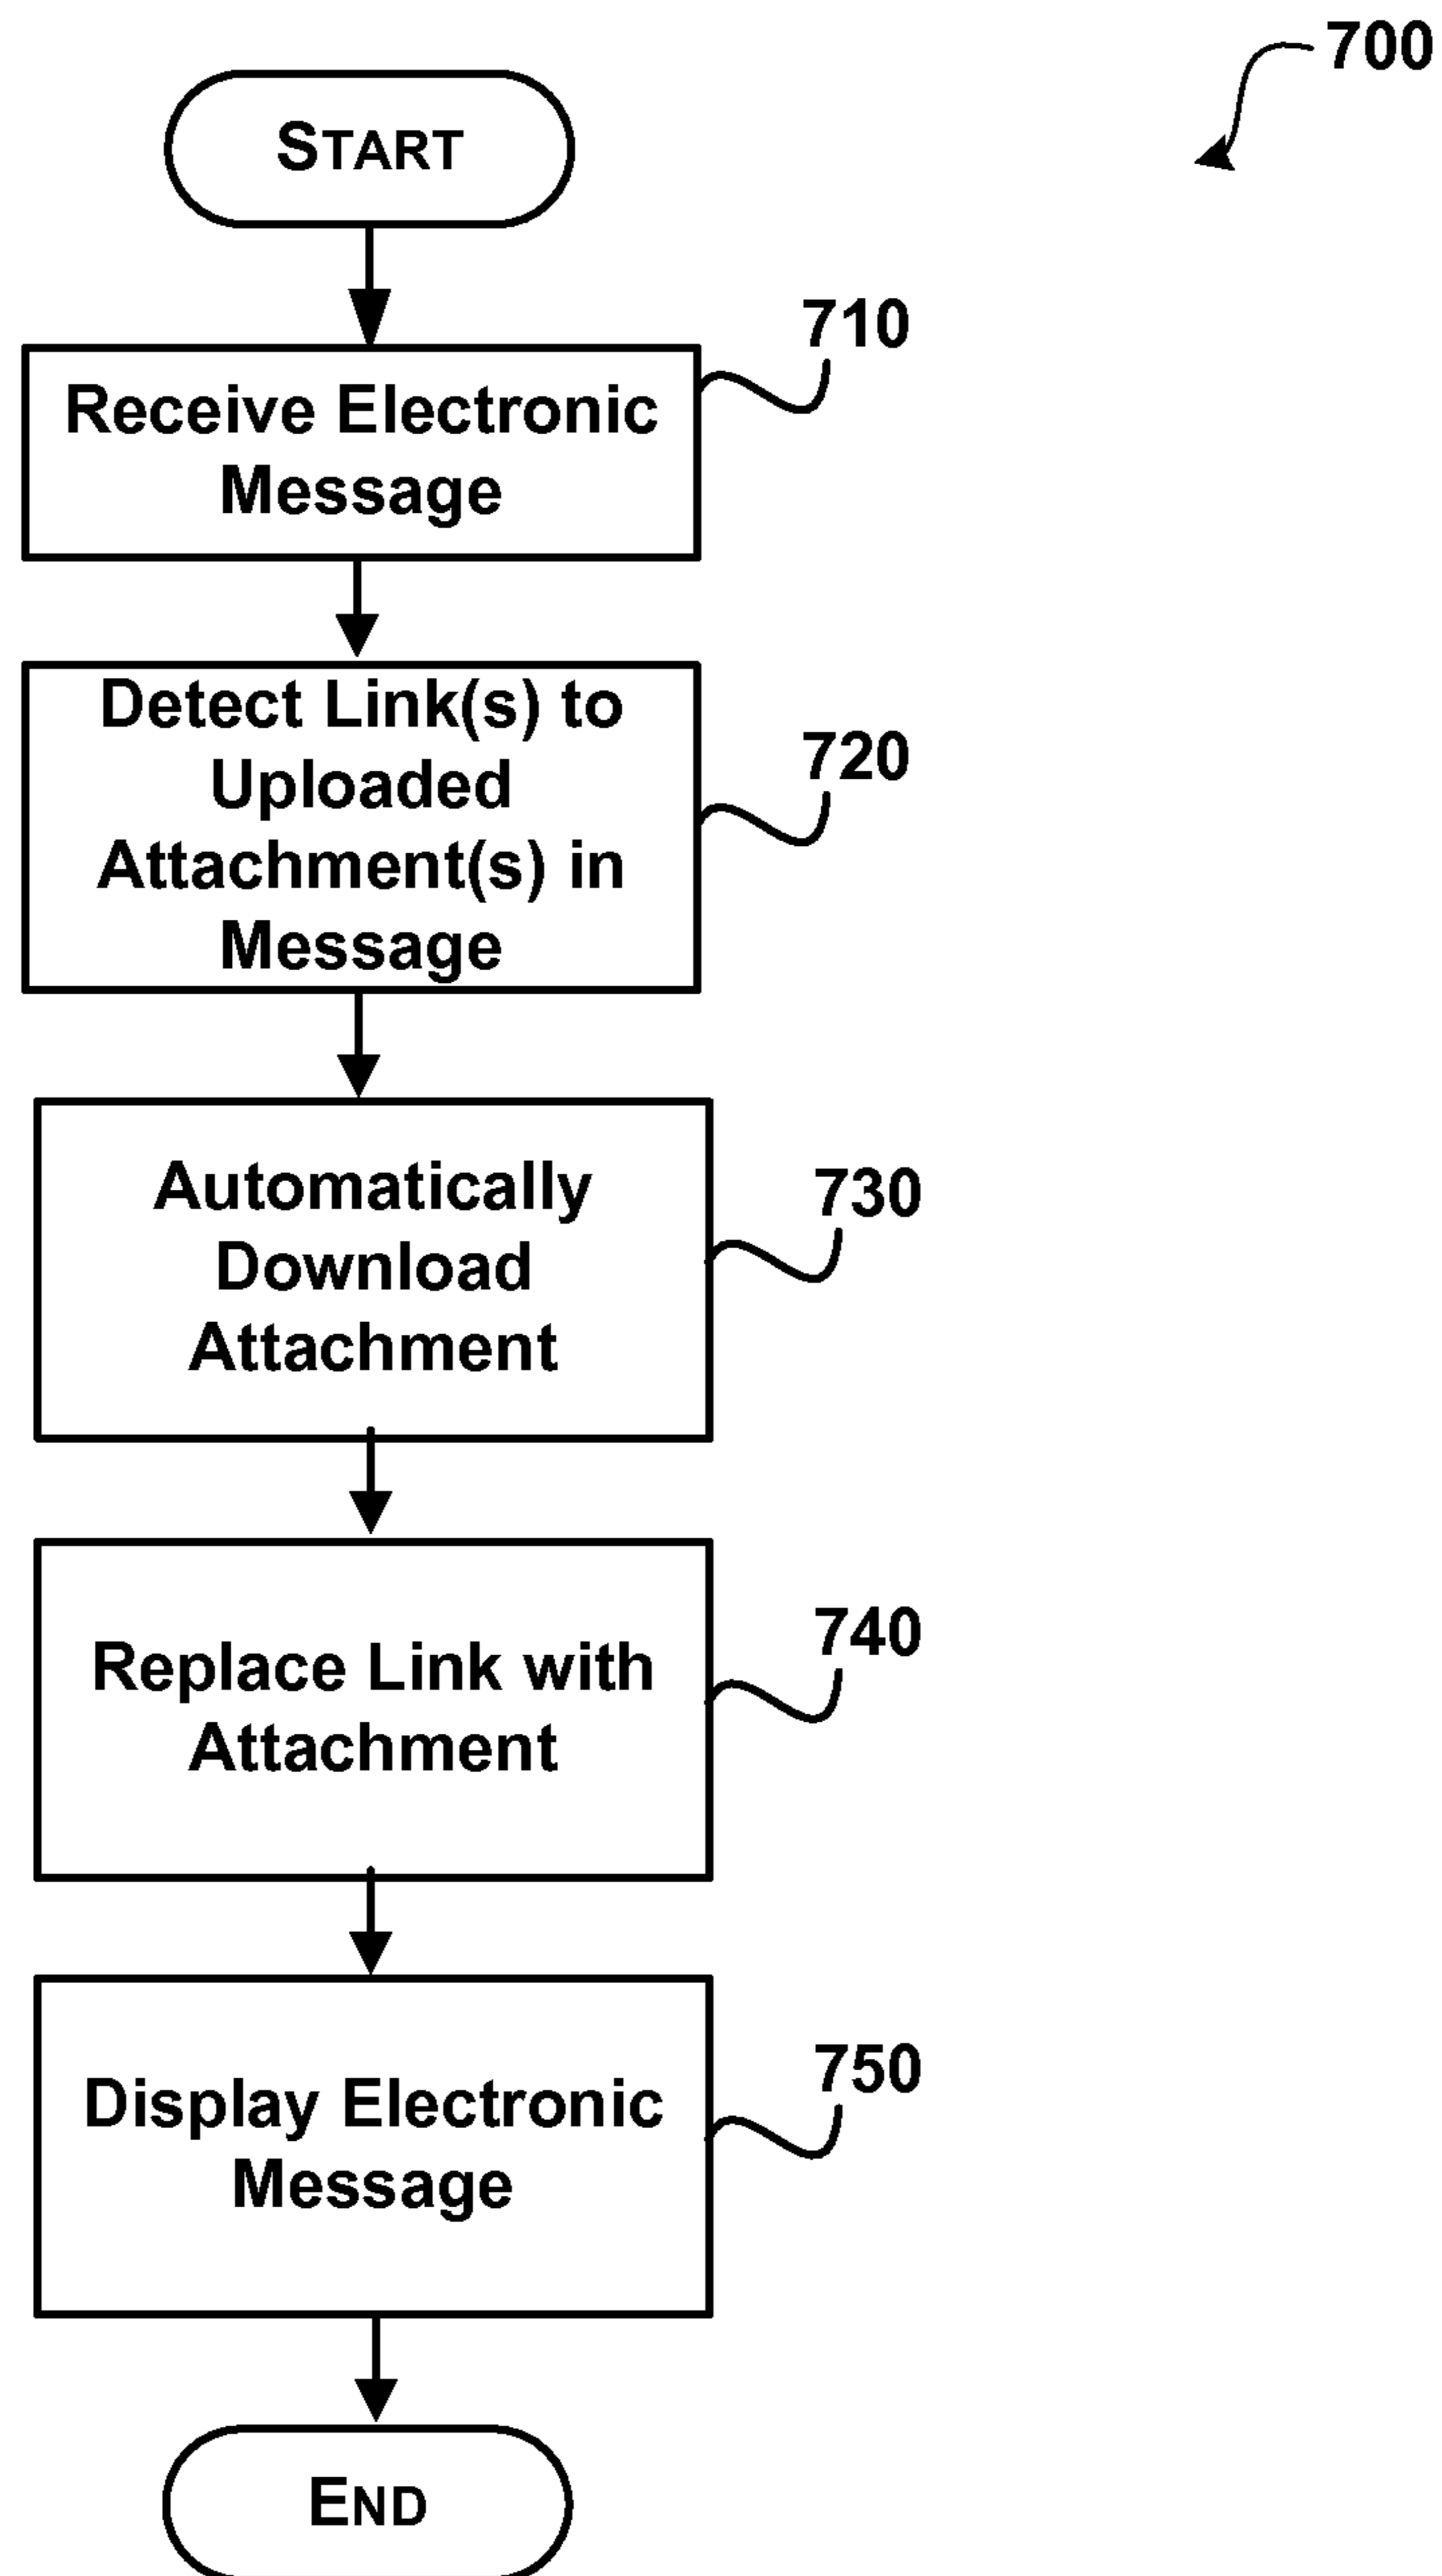 700
START
710
Receive Electronic
Message
720
Detect Link(s) to
Uploaded
Attachment(s) in
Message
730
Automatically
Download
Attachment
740
Replace Link with
Attachment
750
Display Electronic
Message
END